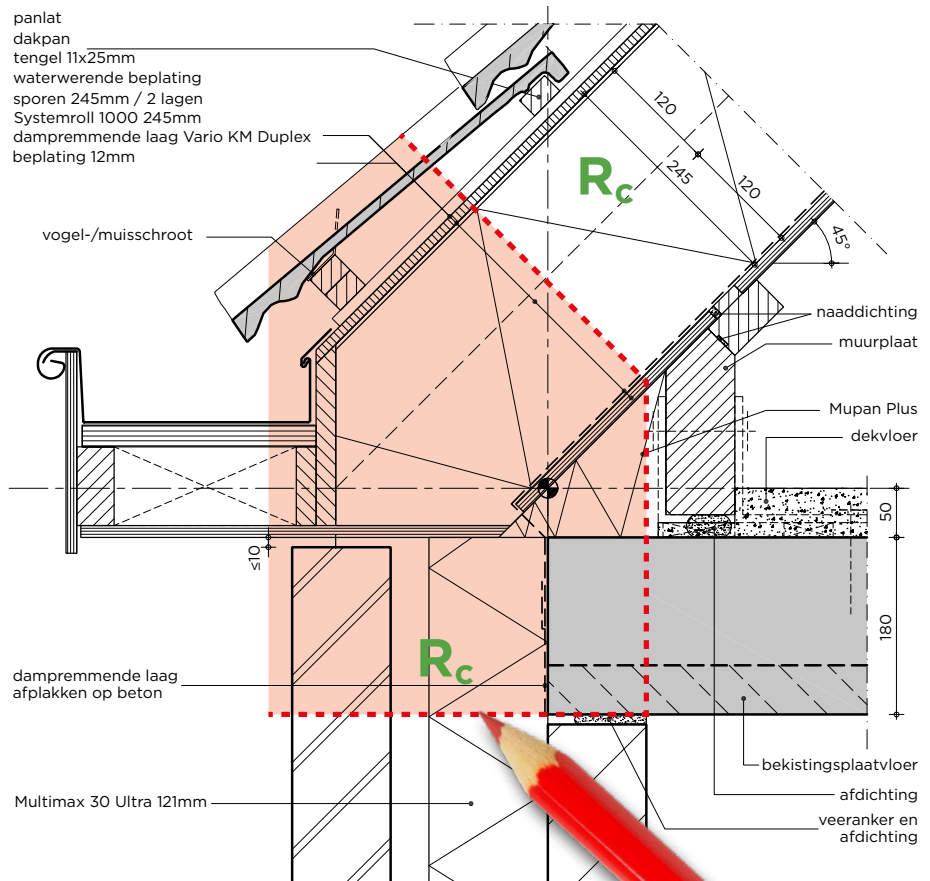 panlat
dakpan
tengel 11x25mm
waterwerende beplating
sporen 245mm / 2 lagen
Systemroll 1000 245mm
dampremmende laag Vario KM Duplex
beplating 12mm
vogel-/muisschroot
120
245
120
Rc
45°
naaddichting
muurplaat
Mupan Plus
dekvloer
50
≤10
180
Rc
dampremmende laag
afplakken op beton
bekistingsplaatvloer
Multimax 30 Ultra 121mm
afdichting
veeranker en
afdichting